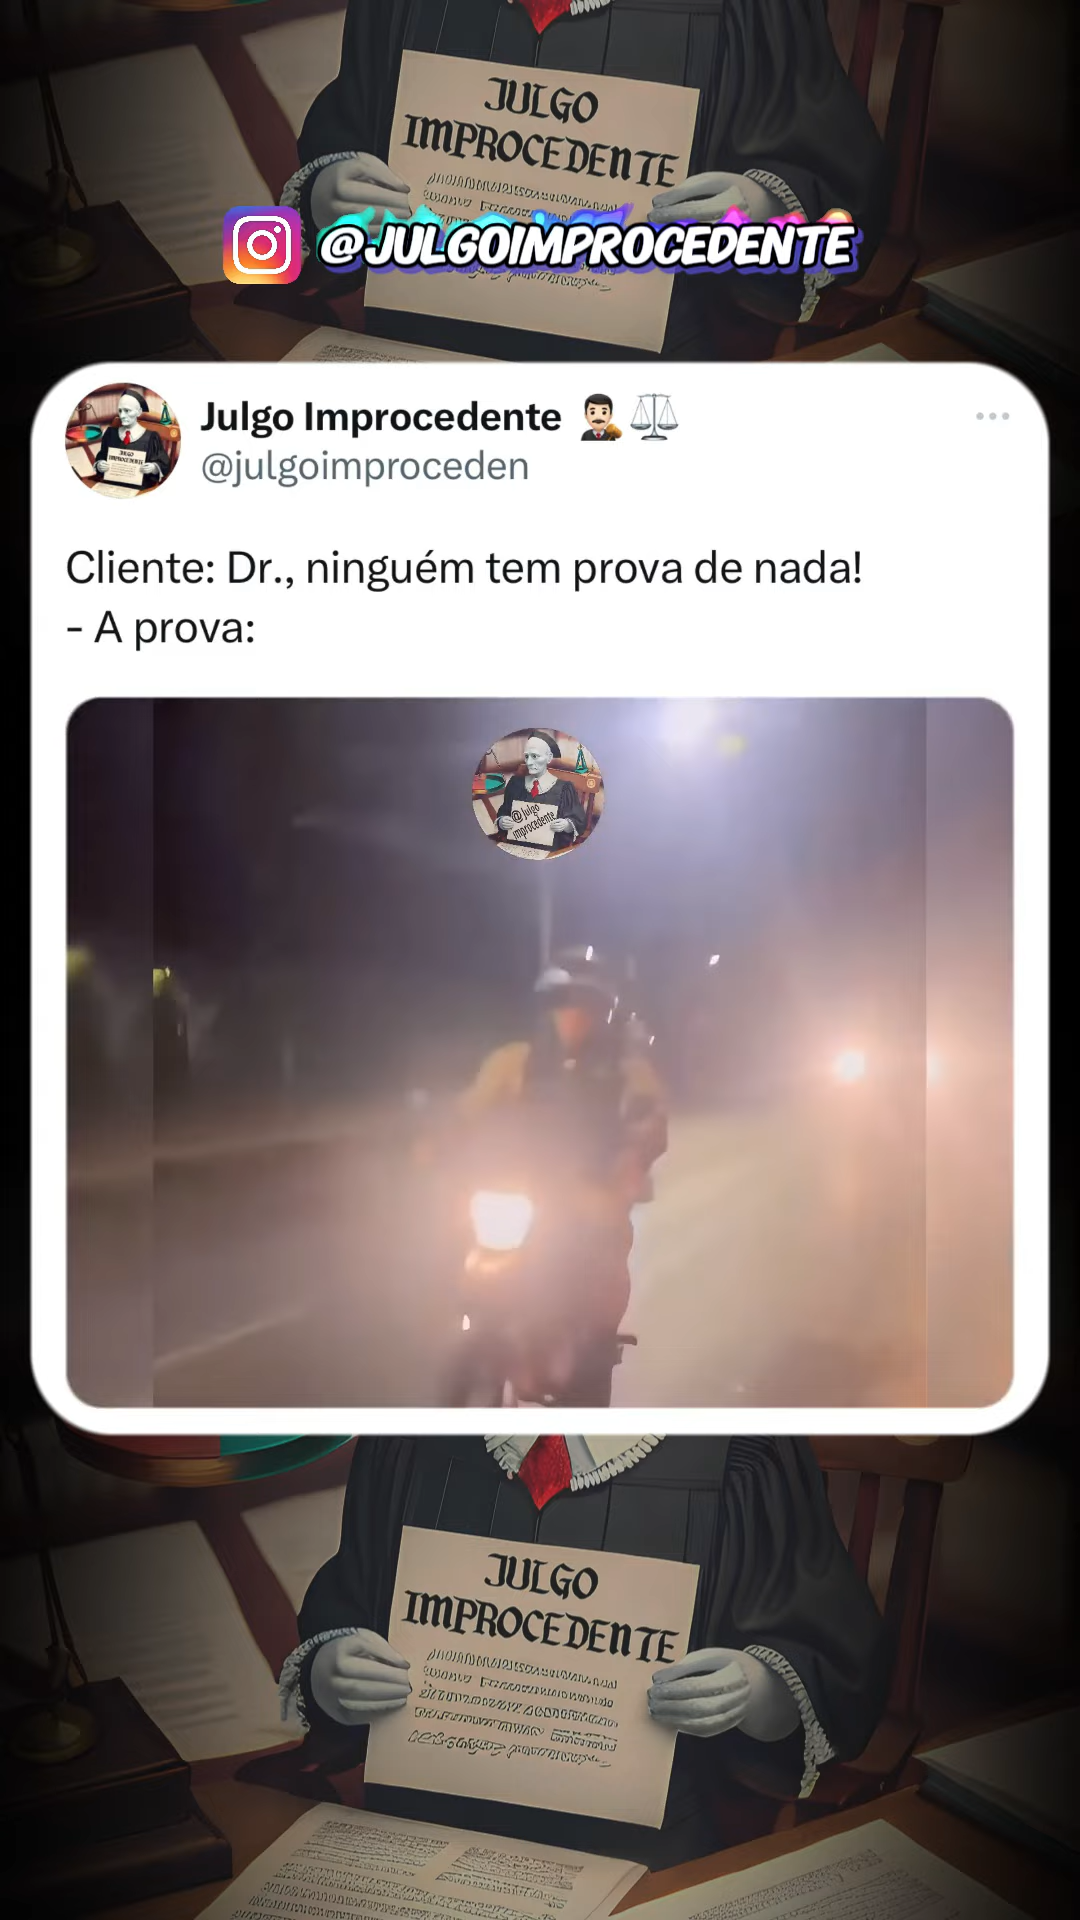 JULGO
IMPROCEDENTE
@JULGOIMPROCEDENTE
Julgo Improcedente
@julgoimproceden
Cliente: Dr., ninguém tem prova de nada!
- A prova:
@julgo
improcedente
JULGO
IMPROCEDENTE